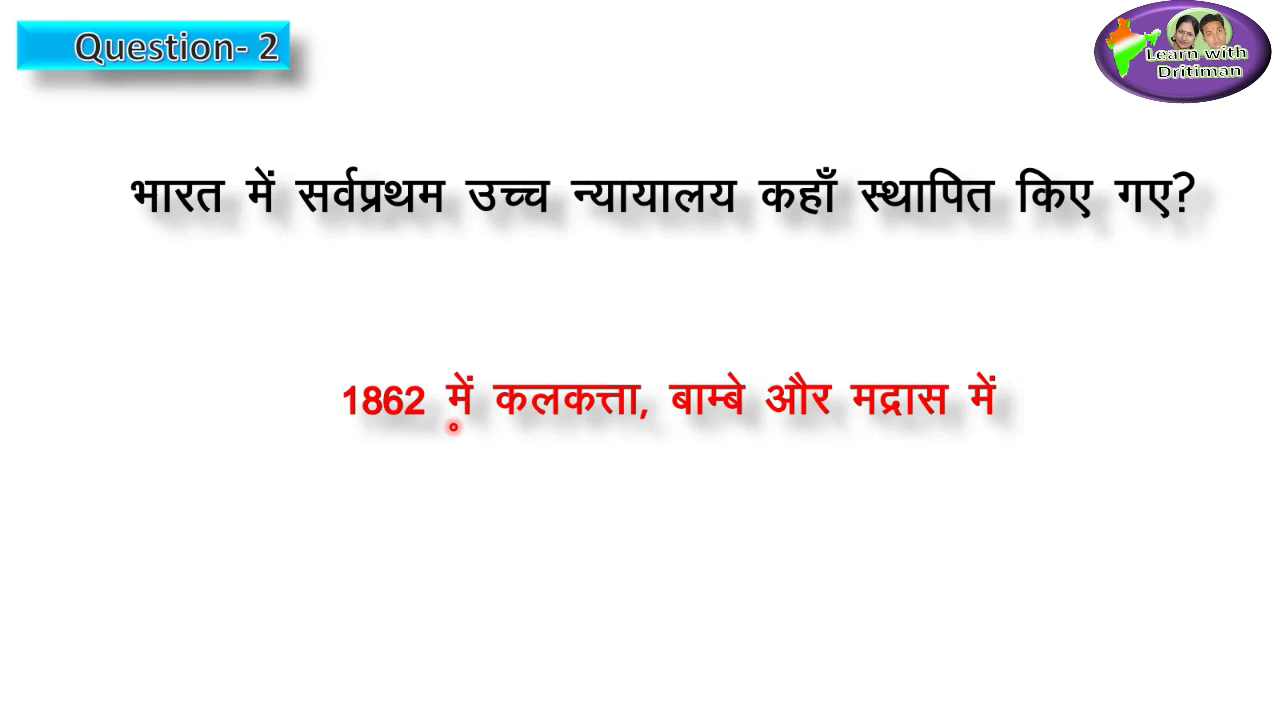 Question- 2
Learn with
Dritiman
भारत में सर्वप्रथम उच्च न्यायालय कहाँ स्थापित किए गए?
1862 में कलकत्ता, बाम्बे और मद्रास में